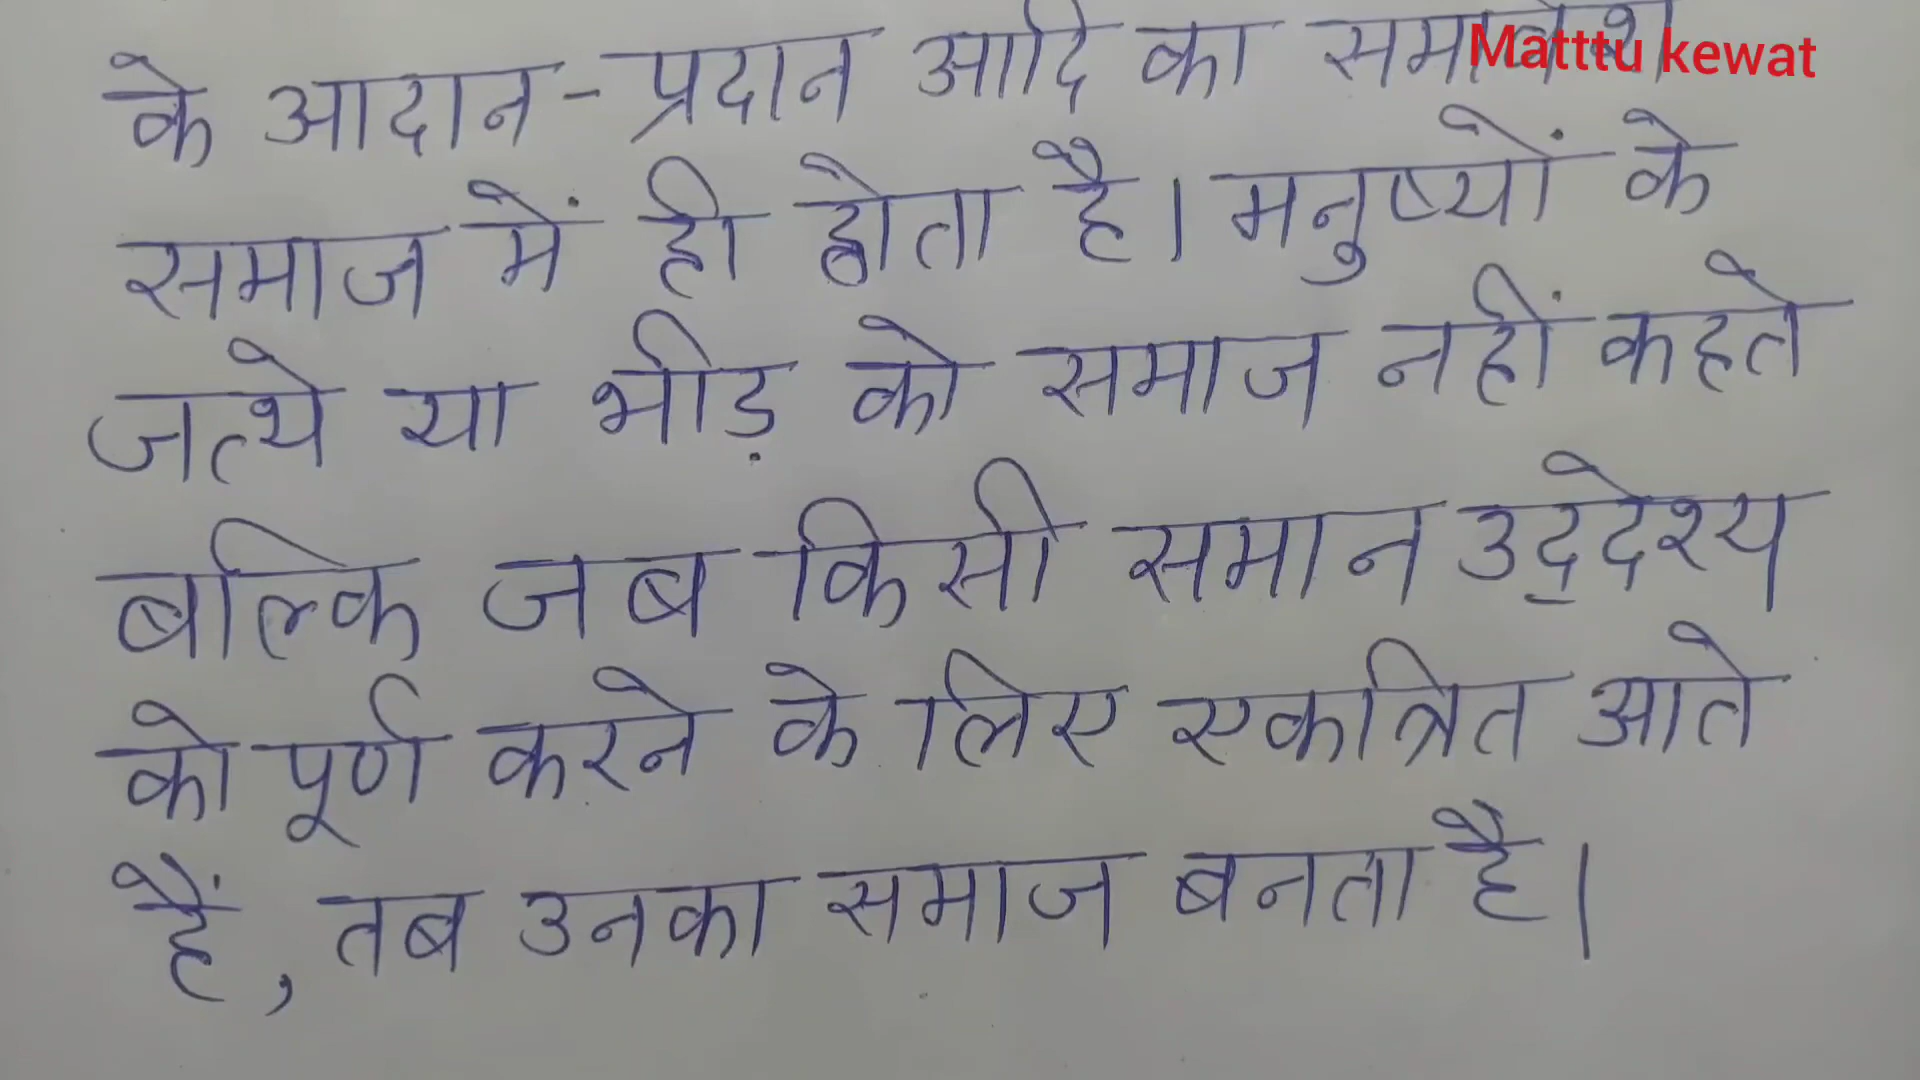 Matttu kewat
के आदान-प्रदान आदि का समावेश
समाज में ही होता है। मनुष्यों के
जत्थे या भीड़ को समाज नहीं कहते
बल्कि जब किसी समान उद्देश्य
को पूर्ण करने के लिए एकत्रित आते
हैं, तब उनका समाज बनता है।